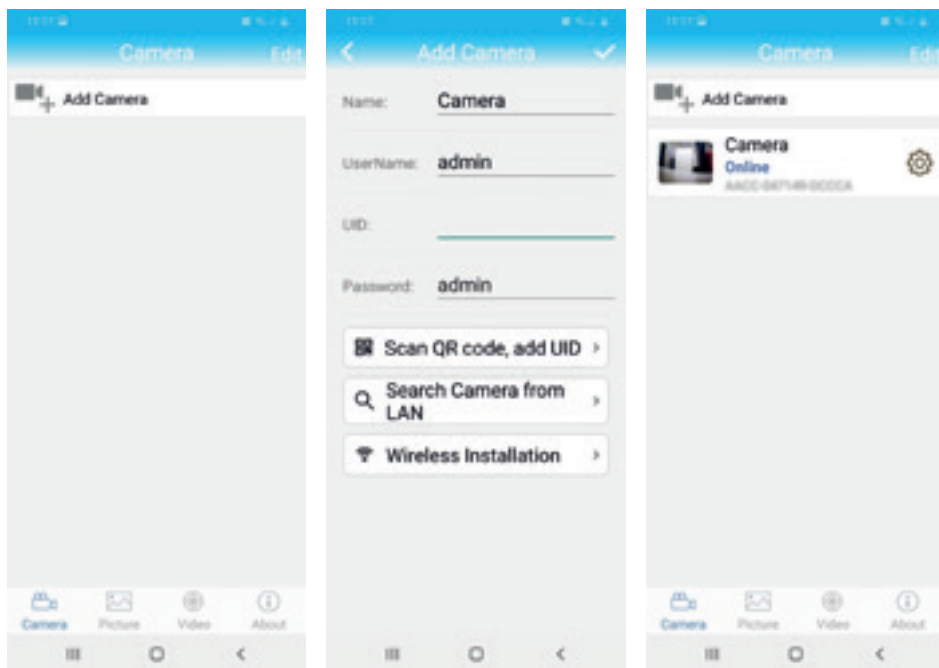 Camera
Edit
Add Camera
Camera
Picture
Video
About
Add Camera
Name: Camera
UserName: admin
UID:
Password: admin
Scan QR code, add UID
Search Camera from
LAN
Wireless Installation
Camera
Edit
Add Camera
Camera
Online
Camera
Picture
Video
About